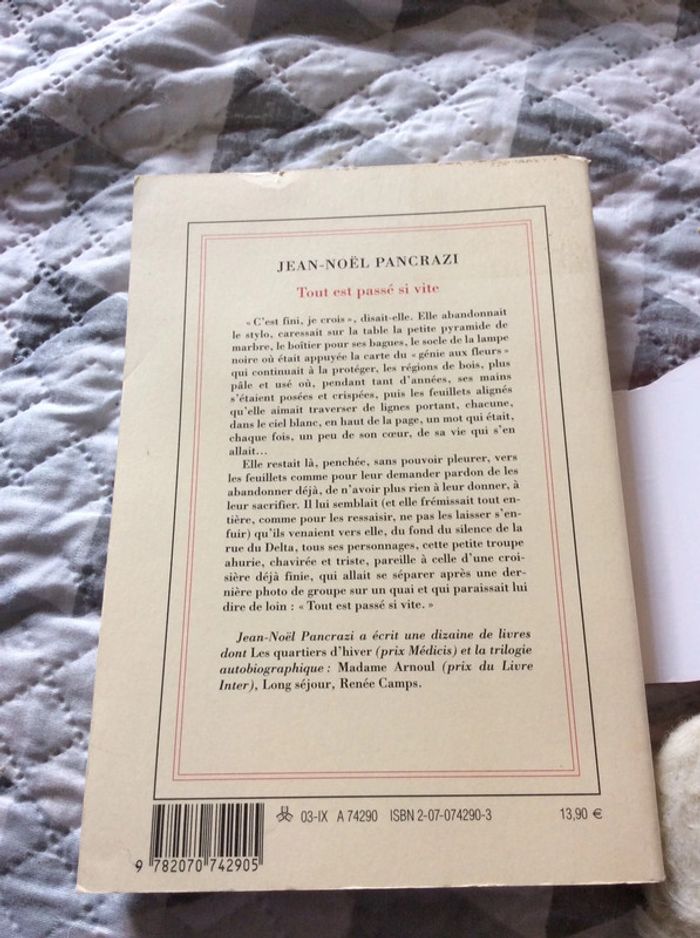 JEAN-NOËL PANCRAZI
Tout est passé si vite
« C'est fini, je crois », disait-elle. Elle abandonnait
le stylo, caressait sur la table la petite pyramide de
marbre, le boîtier pour ses bagues, le socle de la lampe
noire où était appuyée la carte du « génie aux fleurs »
qui continuait à la protéger, les régions de bois, plus
pâle et usé où, pendant tant d'années, ses mains
s'étaient posées et crispées, puis les feuillets alignés
qu'elle aimait traverser de lignes portant, chacune,
dans le ciel blanc, en haut de la page, un mot qui était,
chaque fois, un peu de son cœur, de sa vie qui s'en
allait...
Elle restait là, penchée, sans pouvoir pleurer, vers
les feuillets comme pour leur demander pardon de les
abandonner déjà, de n'avoir plus rien à leur donner, à
leur sacrifier. Il lui semblait (et elle frémissait tout en-
tière, comme pour les ressaisir, ne pas les laisser s'en-
fuir) qu'ils venaient vers elle, du fond du silence de la
rue du Delta, tous ses personnages, cette petite troupe
ahurie, chavirée et triste, pareille à celle d'une croi-
sière déjà finie, qui allait se séparer après une der-
nière photo de groupe sur un quai et qui paraissait lui
dire de loin : « Tout est passé si vite. »
Jean-Noël Pancrazi a écrit une dizaine de livres
dont Les quartiers d'hiver (prix Médicis) et la trilogie
autobiographique : Madame Arnoul (prix du Livre
Inter), Long séjour, Renée Camps.
03-IX A 74290 ISBN 2-07-074290-3 13,90 €
9 782070 742905